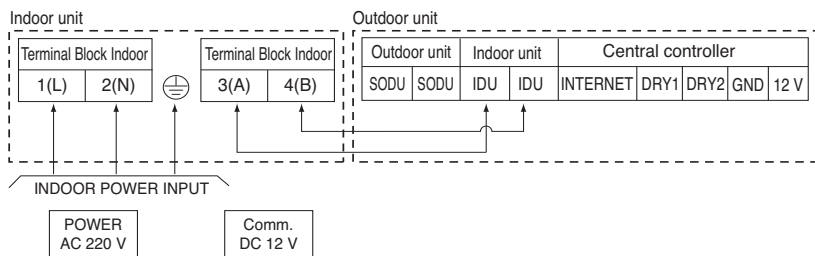 Indoor unit
Outdoor unit
Terminal Block Indoor
Terminal Block Indoor
1(L) 2(N)
3(A) 4(B)
Outdoor unit Indoor unit Central controller
SODU SODU IDU IDU INTERNET DRY1 DRY2 GND 12 V
INDOOR POWER INPUT
POWER
AC 220 V
Comm.
DC 12 V